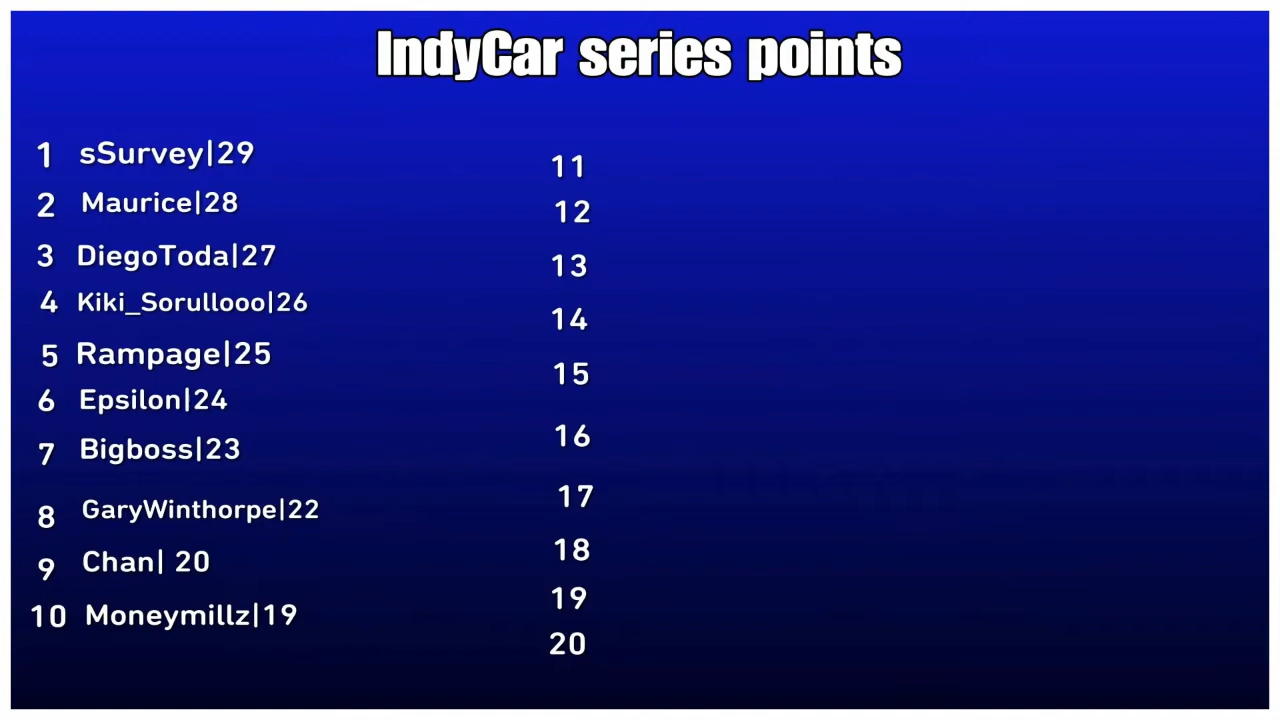 IndyCar series points
1 sSurvey|29
2 Maurice|28
3 DiegoToda|27
4 Kiki_Sorullooo|26
5 Rampage|25
6 Epsilon|24
7 Bigboss|23
8 GaryWinthorpe|22
9 Chan| 20
10 Moneymillz|19
11
12
13
14
15
16
17
18
19
20